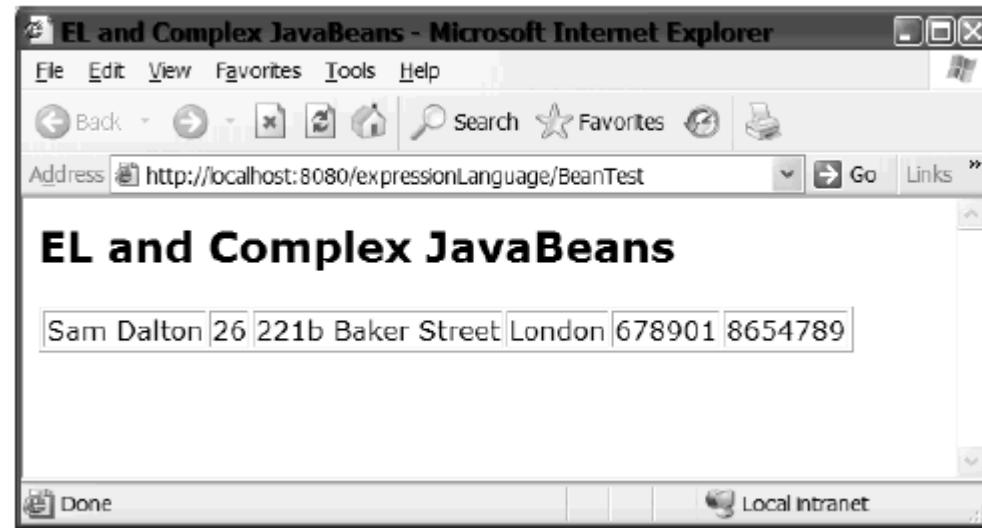 EL and Complex JavaBeans - Microsoft Internet Explorer
File Edit View Favorites Tools Help
Back Search Favorites
Address http://localhost:8080/expressionLanguage/BeanTest Go Links »
EL and Complex JavaBeans
Sam Dalton 26 221b Baker Street London 678901 8654789
Done Local intranet